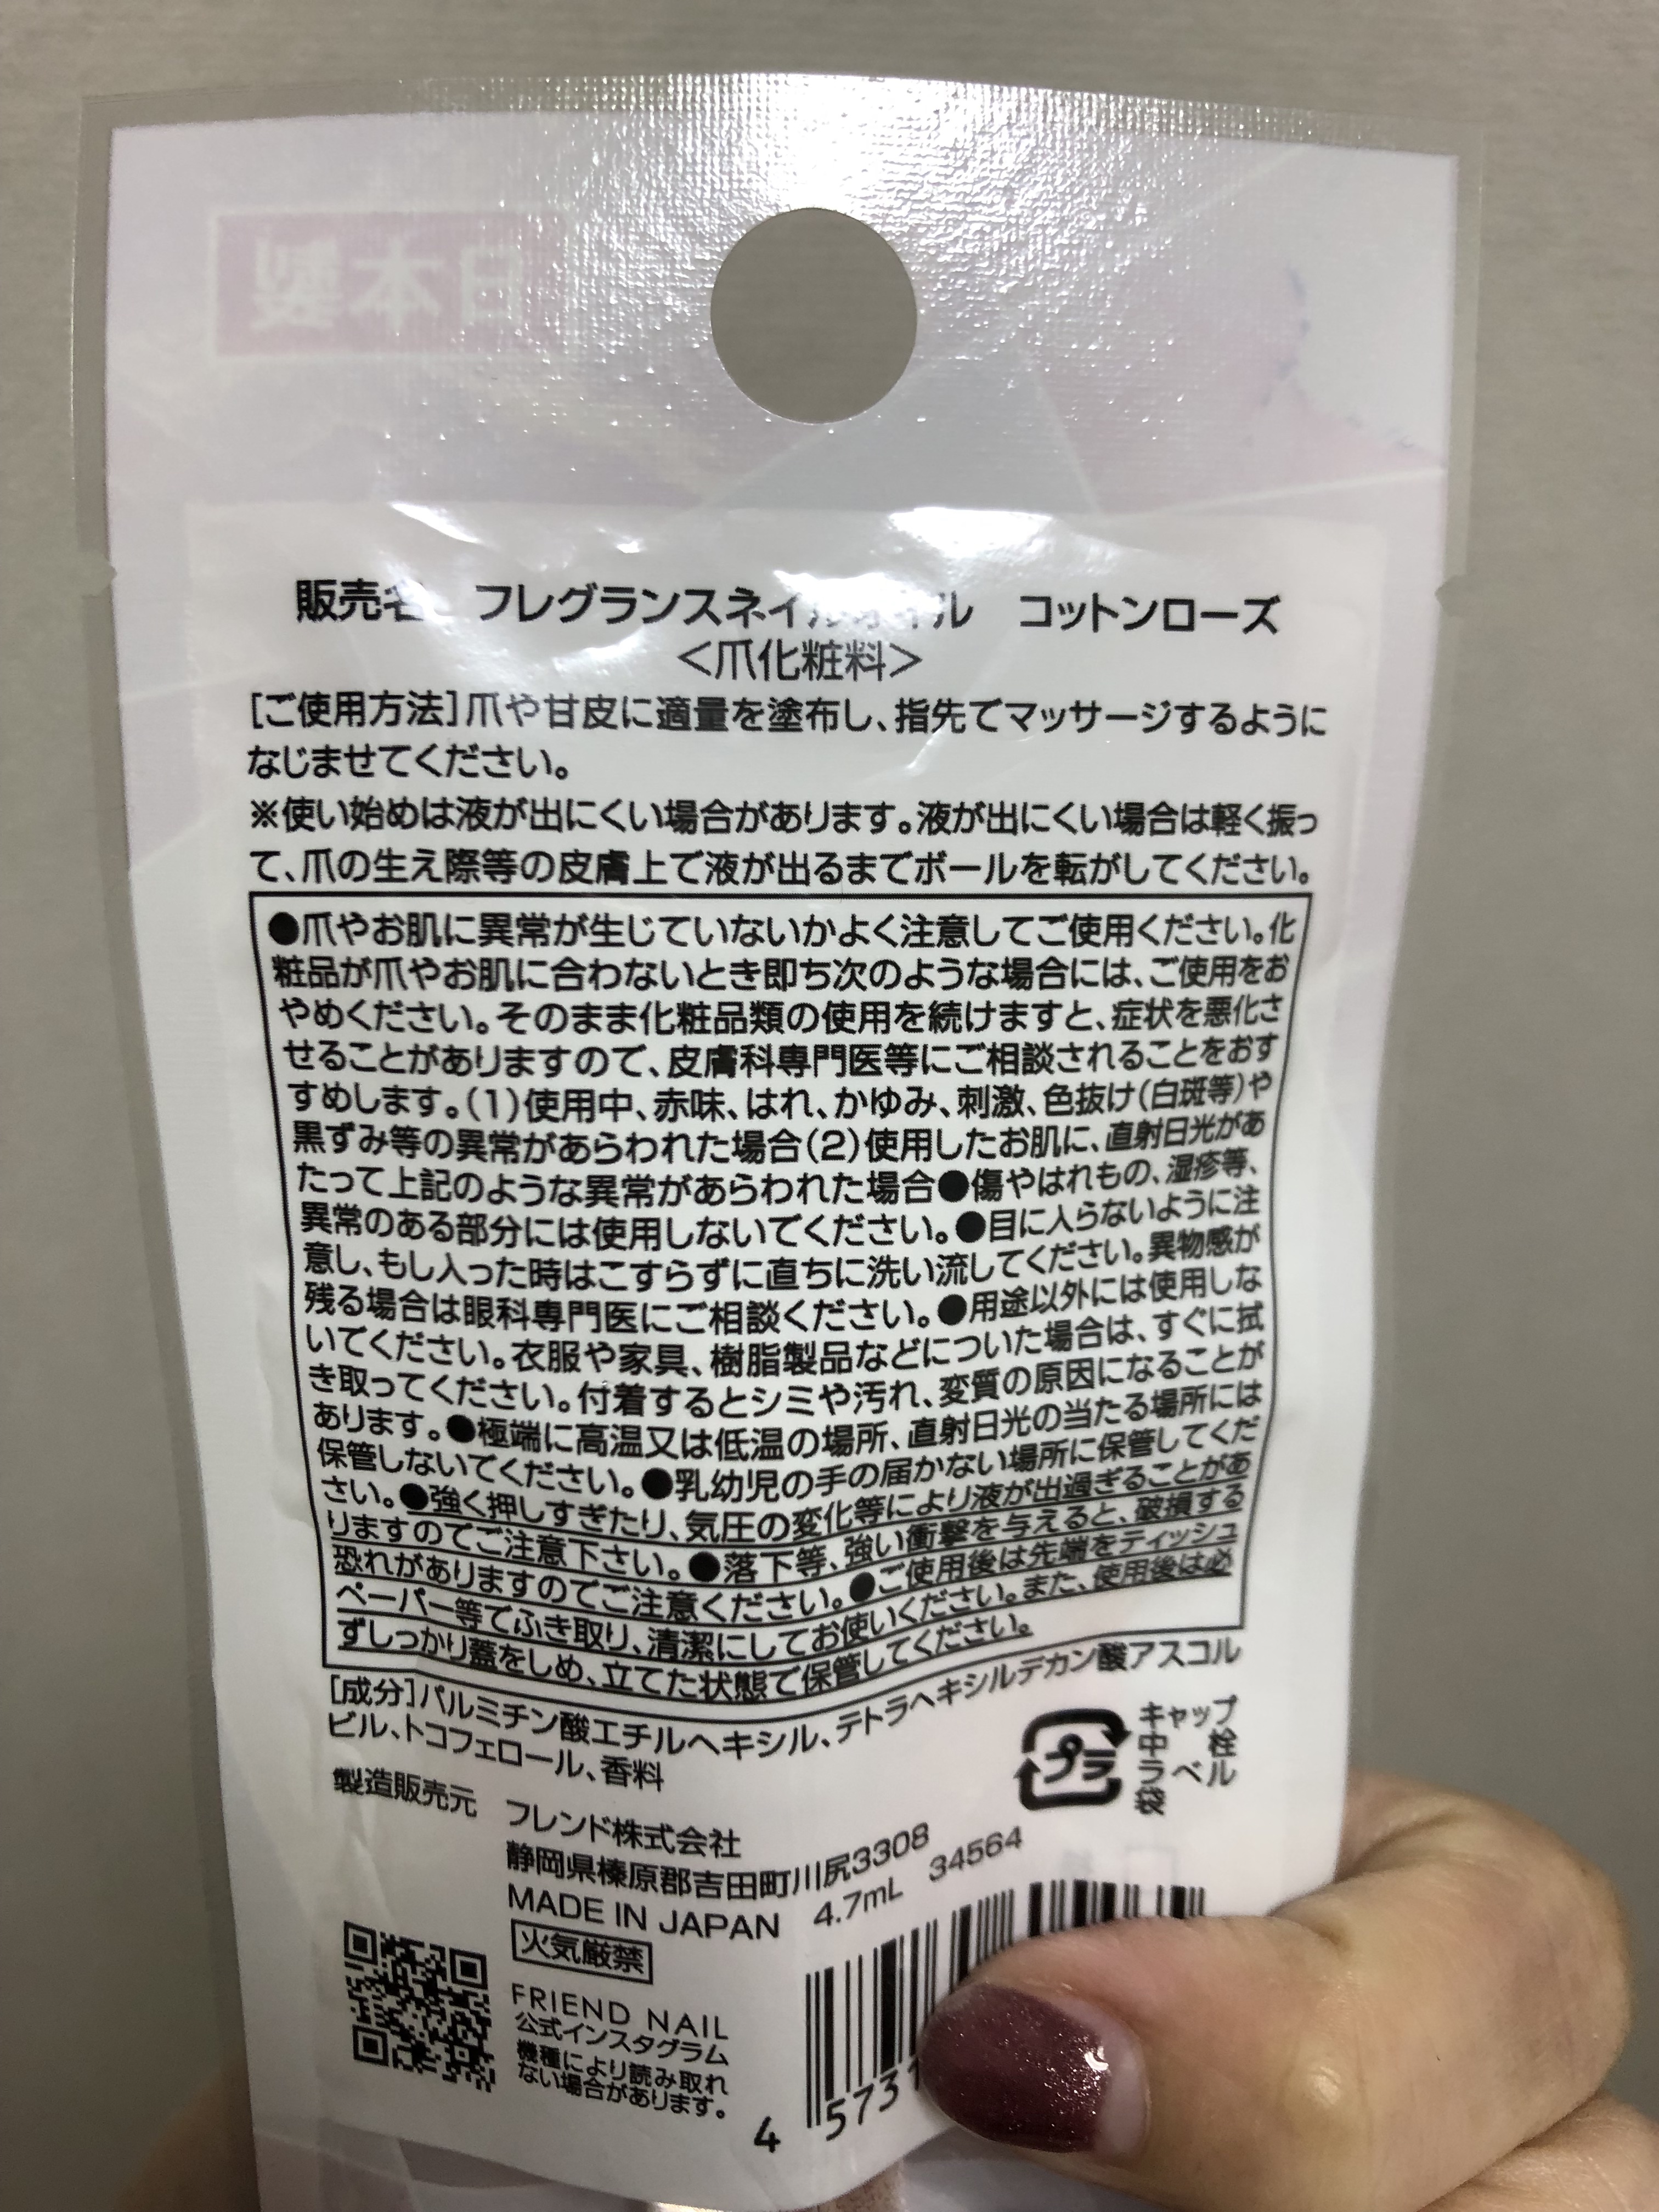 日本製
販売名 フレグランスネイルオイル コットンローズ
<爪化粧料>
[ご使用方法]爪や甘皮に適量を塗布し、指先でマッサージするように
なじませてください。
※使い始めは液が出にくい場合があります。液が出にくい場合は軽く振っ
て、爪の生え際等の皮膚上で液が出るまでボールを転がしてください。
●爪やお肌に異常が生じていないかよく注意してご使用ください。化
粧品が爪やお肌に合わないとき即ち次のような場合には、ご使用をお
やめください。そのまま化粧品類の使用を続けますと、症状を悪化さ
せることがありますので、皮膚科専門医等にご相談されることをおす
すめします。(1)使用中、赤味、はれ、かゆみ、刺激、色抜け(白斑等)や
黒ずみ等の異常があらわれた場合(2)使用したお肌に、直射日光があ
たって上記のような異常があらわれた場合●傷やはれもの、湿疹等、
異常のある部分には使用しないでください。●目に入らないように注
意し、もし入った時はこすらずに直ちに洗い流してください。異物感が
残る場合は眼科専門医にご相談ください。●用途以外には使用しな
いでください。衣服や家具、樹脂製品などについた場合は、すぐに拭
き取ってください。付着するとシミや汚れ、変質の原因になることが
あります。●極端に高温又は低温の場所、直射日光の当たる場所には
保管しないでください。●乳幼児の手の届かない場所に保管してくだ
さい。●強く押しすぎたり、気圧の変化等により液が出過ぎることがあ
りますのでご注意下さい。●落下等、強い衝撃を与えると、破損する
恐れがありますのでご注意ください。●ご使用後は先端をティッシュ
ペーパー等でふき取り、清潔にしてお使いください。また、使用後は必
ずしっかり蓋をしめ、立てた状態で保管してください。
[成分]パルミチン酸エチルヘキシル、テトラヘキシルデカン酸アスコル
ビル、トコフェロール、香料
プラ
キャップ
中栓
ラベル
袋
製造販売元 フレンド株式会社
静岡県榛原郡吉田町川尻3308
MADE IN JAPAN 4.7mL 34564
火気厳禁
FRIEND NAIL
公式インスタグラム
機種により読み取れ
ない場合があります。
4 573